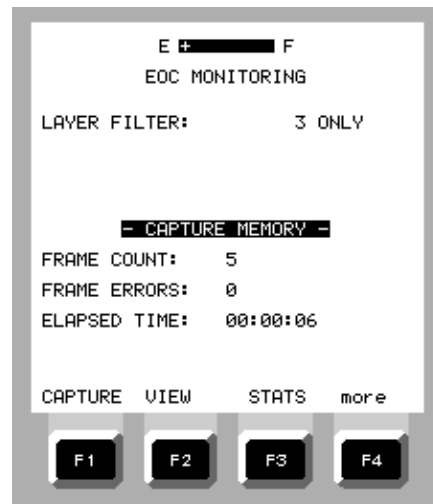 E + F
EOC MONITORING
LAYER FILTER: 3 ONLY
- CAPTURE MEMORY -
FRAME COUNT: 5
FRAME ERRORS: 0
ELAPSED TIME: 00:00:06
CAPTURE VIEW STATS more
F1 F2 F3 F4